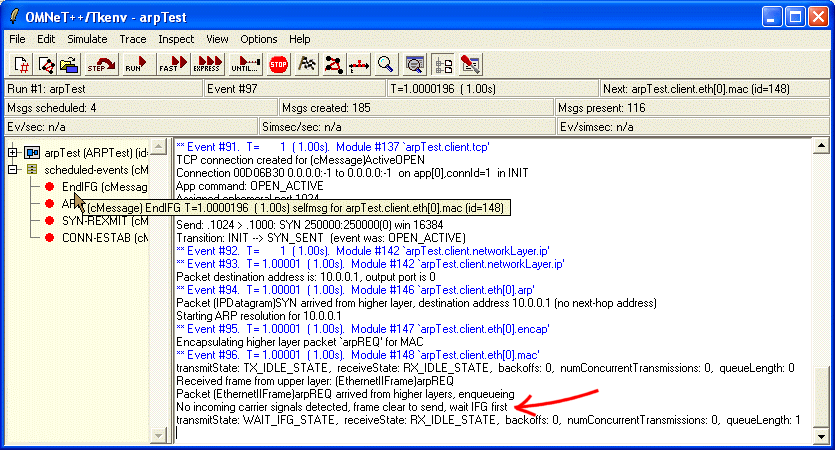 OMNeT++/Tkenv - arpTest
File Edit Simulate Trace Inspect View Options Help
STEP RUN FAST EXPRESS UNTIL... STOP
Run #1: arpTest Event #97 T=1.0000196 ( 1.00s) Next: arpTest.client.eth[0].mac (id=148)
Msgs scheduled: 4 Msgs created: 185 Msgs present: 116
Ev/sec: n/a Simsec/sec: n/a Ev/simsec: n/a
arpTest (ARPTest) (id=
scheduled-events (cM
EndIFG (cMessag
AR
SYN-REXMIT (cM
CONN-ESTAB (cM
(cMessage) EndIFG T=1.0000196 ( 1.00s) selfmsg for arpTest.client.eth[0].mac (id=148)
** Event #91. T= 1 ( 1.00s). Module #137 `arpTest.client.tcp'
TCP connection created for (cMessage)ActiveOPEN
Connection 00D06B30 0.0.0.0:-1 to 0.0.0.0:-1 on app[0],connId=1 in INIT
App command: OPEN_ACTIVE
Assigned ephemeral port 1024
Send: .1024 > .1000: SYN 250000:250000(0) win 16384
Transition: INIT --> SYN_SENT (event was: OPEN_ACTIVE)
** Event #92. T= 1 ( 1.00s). Module #142 `arpTest.client.networkLayer.ip'
** Event #93. T= 1.00001 ( 1.00s). Module #142 `arpTest.client.networkLayer.ip'
Packet destination address is: 10.0.0.1, output port is 0
** Event #94. T= 1.00001 ( 1.00s). Module #146 `arpTest.client.eth[0].arp'
Packet (IPDatagram)SYN arrived from higher layer, destination address 10.0.0.1 (no next-hop address)
Starting ARP resolution for 10.0.0.1
** Event #95. T= 1.00001 ( 1.00s). Module #147 `arpTest.client.eth[0].encap'
Encapsulating higher layer packet `arpREQ' for MAC
** Event #96. T= 1.00001 ( 1.00s). Module #148 `arpTest.client.eth[0].mac'
transmitState: TX_IDLE_STATE, receiveState: RX_IDLE_STATE, backoffs: 0, numConcurrentTransmissions: 0, queueLength: 0
Received frame from upper layer: (EthernetIIFrame)arpREQ
Packet (EthernetIIFrame)arpREQ arrived from higher layers, enqueueing
No incoming carrier signals detected, frame clear to send, wait IFG first
transmitState: WAIT_IFG_STATE, receiveState: RX_IDLE_STATE, backoffs: 0, numConcurrentTransmissions: 0, queueLength: 1